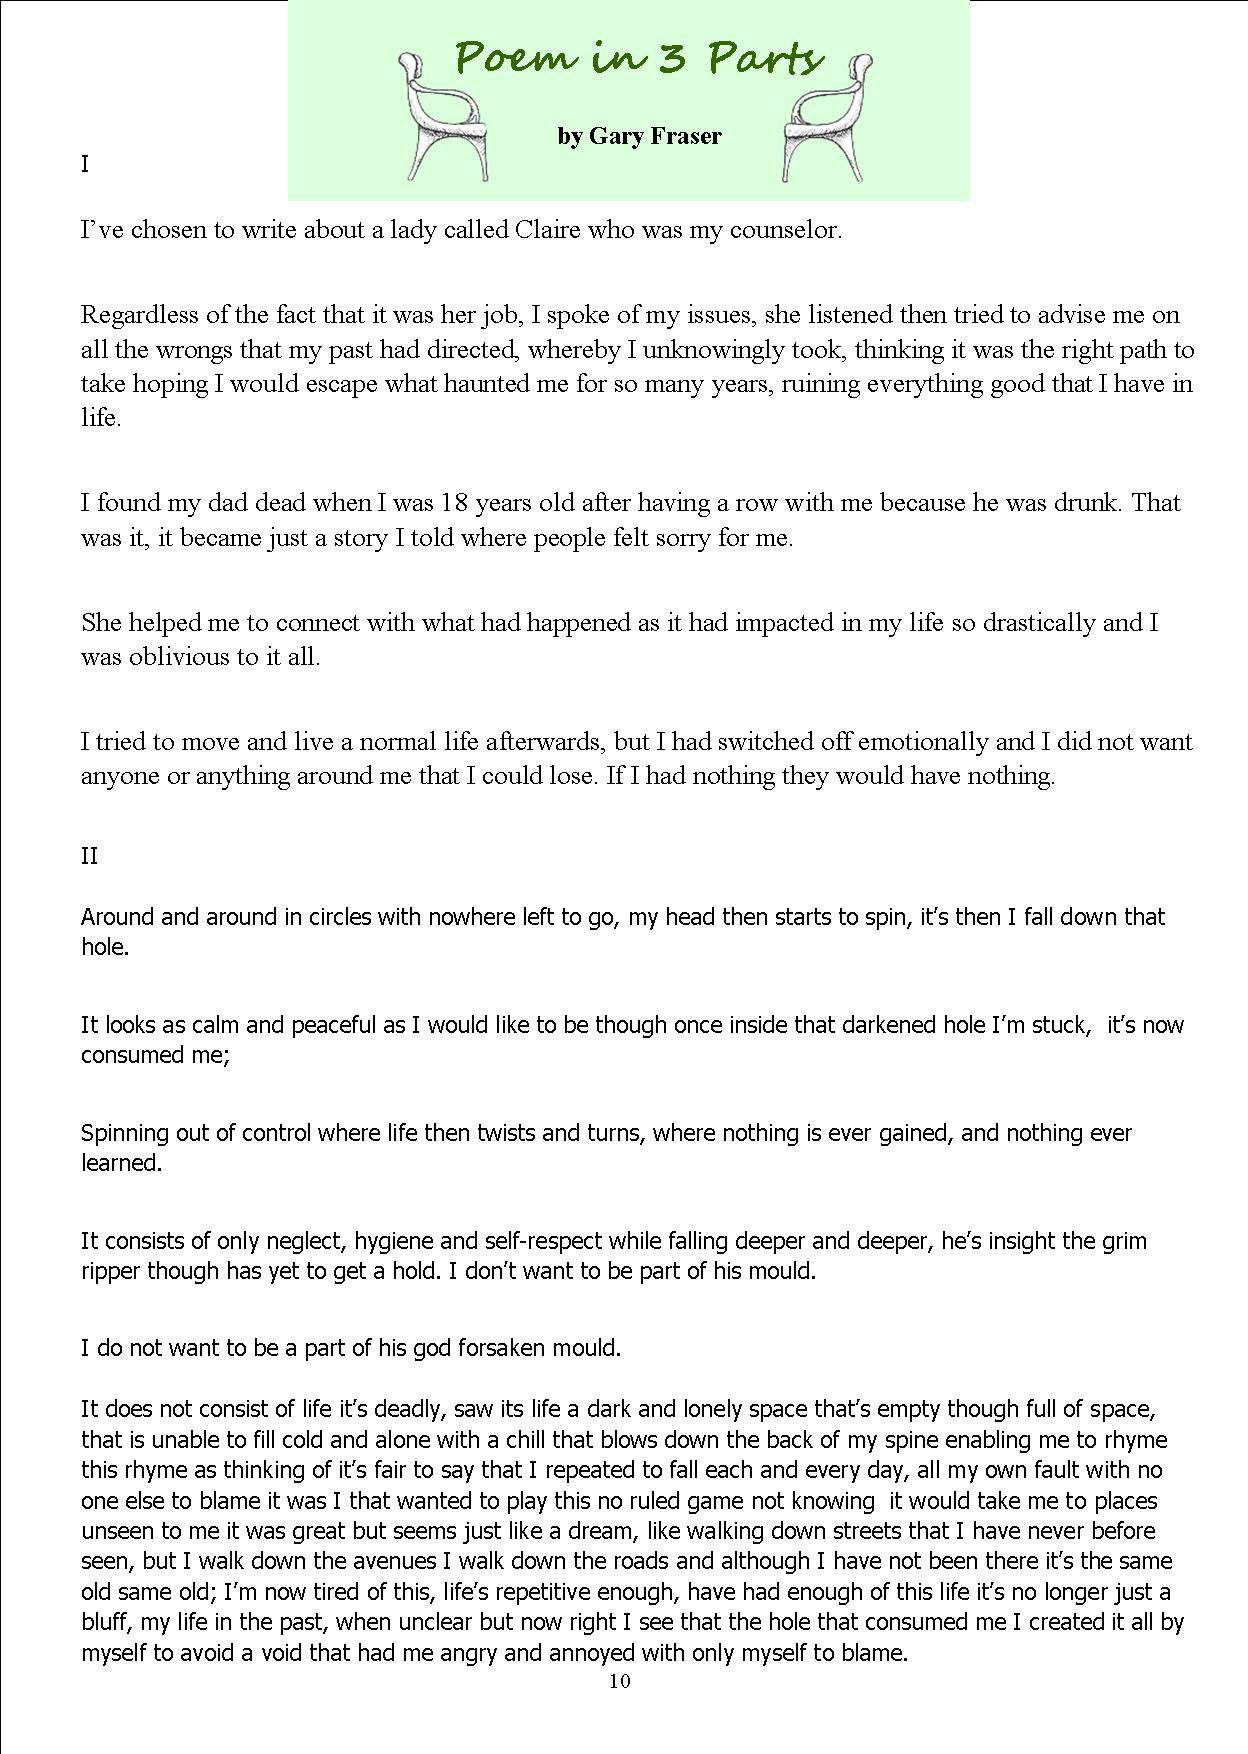 Poem in 3 Parts
by Gary Fraser
I
I’ve chosen to write about a lady called Claire who was my counselor.
Regardless of the fact that it was her job, I spoke of my issues, she listened then tried to advise me on
all the wrongs that my past had directed, whereby I unknowingly took, thinking it was the right path to
take hoping I would escape what haunted me for so many years, ruining everything good that I have in
life.
I found my dad dead when I was 18 years old after having a row with me because he was drunk. That
was it, it became just a story I told where people felt sorry for me.
She helped me to connect with what had happened as it had impacted in my life so drastically and I
was oblivious to it all.
I tried to move and live a normal life afterwards, but I had switched off emotionally and I did not want
anyone or anything around me that I could lose. If I had nothing they would have nothing.
II
Around and around in circles with nowhere left to go, my head then starts to spin, it’s then I fall down that
hole.
It looks as calm and peaceful as I would like to be though once inside that darkened hole I’m stuck,  it’s now
consumed me;
Spinning out of control where life then twists and turns, where nothing is ever gained, and nothing ever
learned.
It consists of only neglect, hygiene and self-respect while falling deeper and deeper, he’s insight the grim
ripper though has yet to get a hold. I don’t want to be part of his mould.
I do not want to be a part of his god forsaken mould.
It does not consist of life it’s deadly, saw its life a dark and lonely space that’s empty though full of space,
that is unable to fill cold and alone with a chill that blows down the back of my spine enabling me to rhyme
this rhyme as thinking of it’s fair to say that I repeated to fall each and every day, all my own fault with no
one else to blame it was I that wanted to play this no ruled game not knowing  it would take me to places
unseen to me it was great but seems just like a dream, like walking down streets that I have never before
seen, but I walk down the avenues I walk down the roads and although I have not been there it’s the same
old same old; I’m now tired of this, life’s repetitive enough, have had enough of this life it’s no longer just a
bluff, my life in the past, when unclear but now right I see that the hole that consumed me I created it all by
myself to avoid a void that had me angry and annoyed with only myself to blame.
10